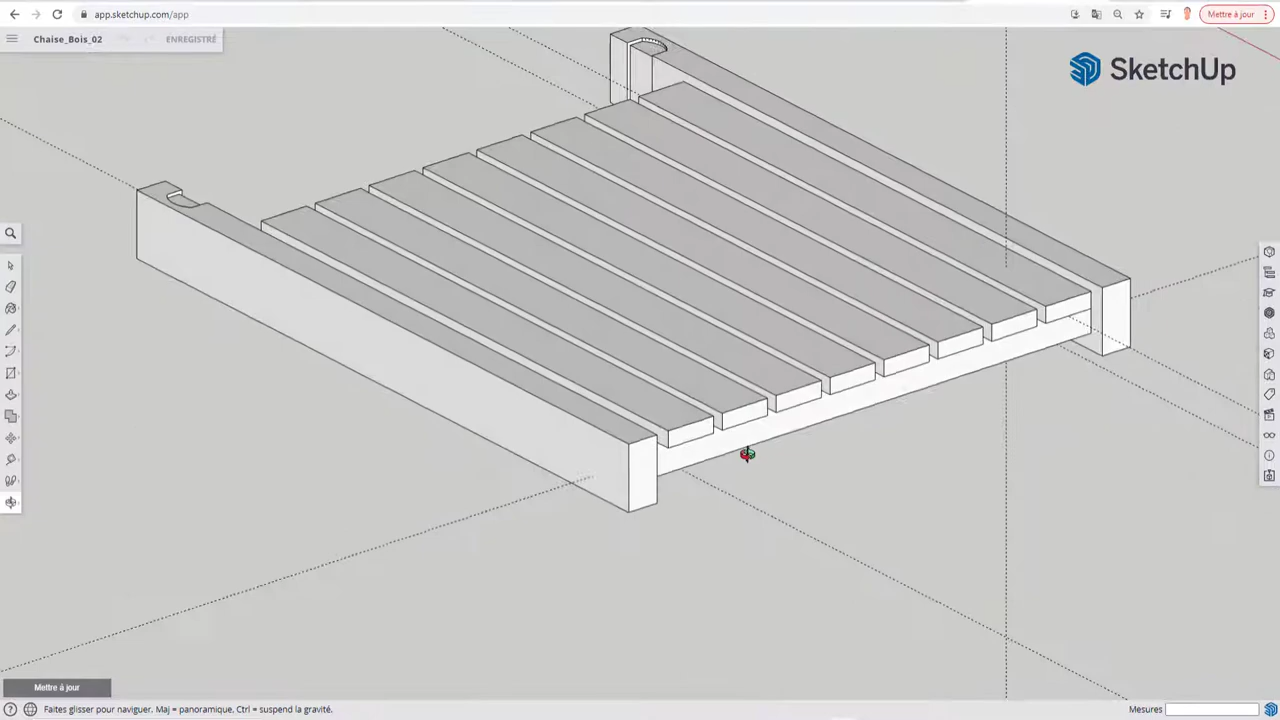 app.sketchup.com/app
Mettre à jour
Chaise_Bois_02
ENREGISTRÉ
SketchUp
Mettre à jour
Faites glisser pour naviguer. Maj = panoramique. Ctrl = suspend la gravité.
Mesures